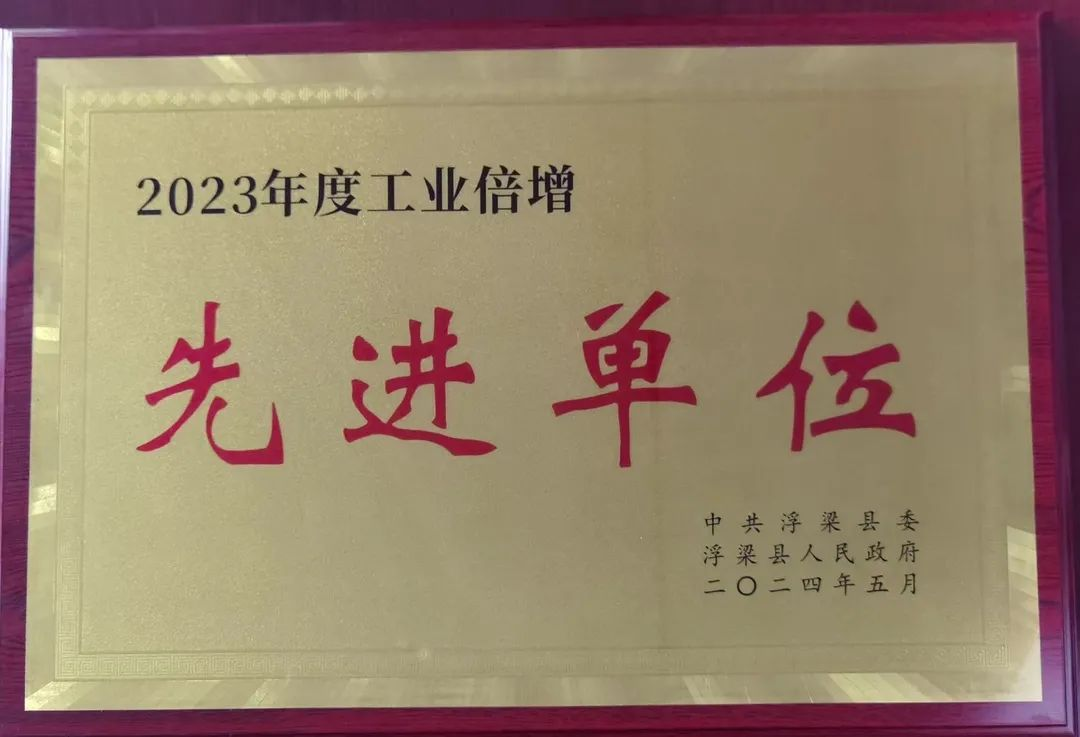 2023年度工业倍增
先进单位
中共浮梁县委
浮梁县人民政府
二〇二四年五月